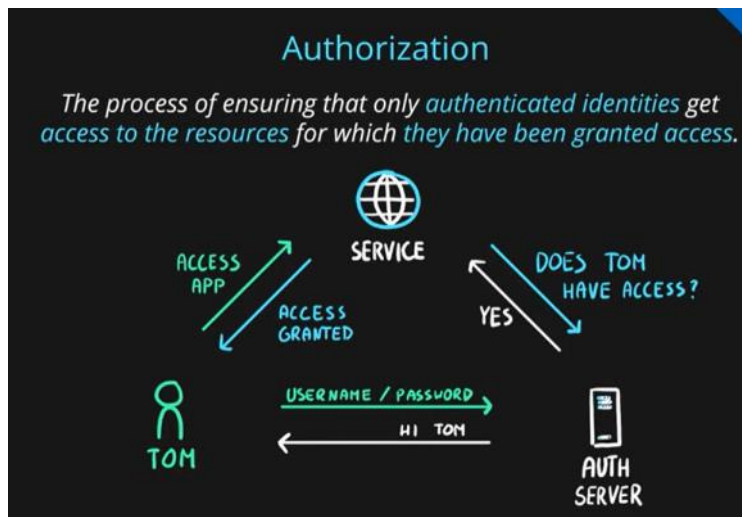 Authorization
The process of ensuring that only authenticated identities get
access to the resources for which they have been granted access.
SERVICE
ACCESS
APP
ACCESS
GRANTED
DOES TOM
HAVE ACCESS?
YES
USERNAME / PASSWORD
HI TOM
TOM
AUTH
SERVER